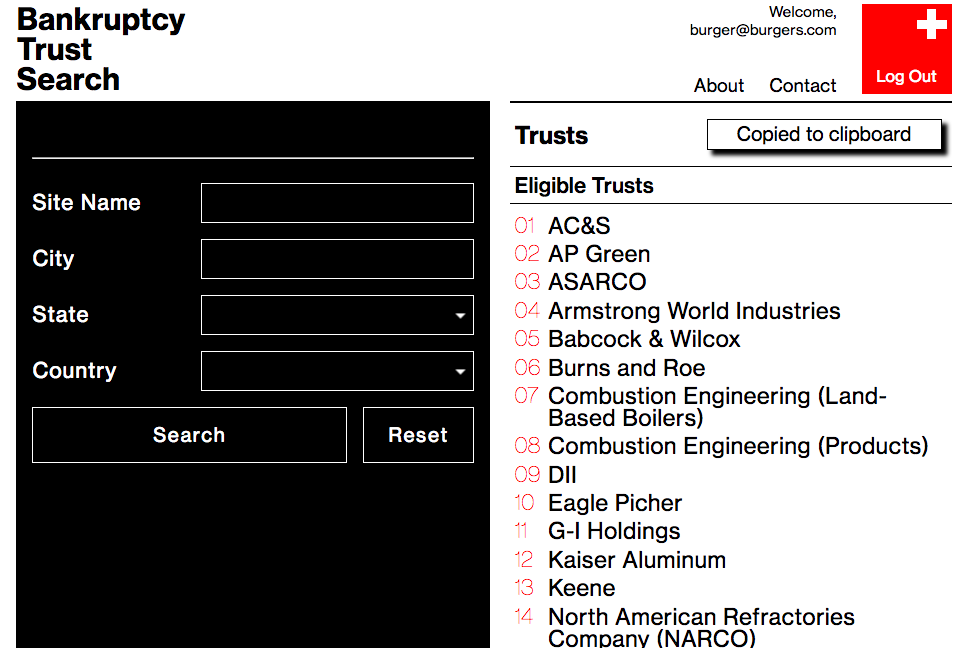 Bankruptcy
Trust
Search
Welcome,
burger@burgers.com
About Contact
Log Out
Site Name
City
State
Country
Search Reset
Trusts
Copied to clipboard
Eligible Trusts
01 AC&S
02 AP Green
03 ASARCO
04 Armstrong World Industries
05 Babcock & Wilcox
06 Burns and Roe
07 Combustion Engineering (Land-
Based Boilers)
08 Combustion Engineering (Products)
09 DII
10 Eagle Picher
11 G-I Holdings
12 Kaiser Aluminum
13 Keene
14 North American Refractories
Company (NARCO)